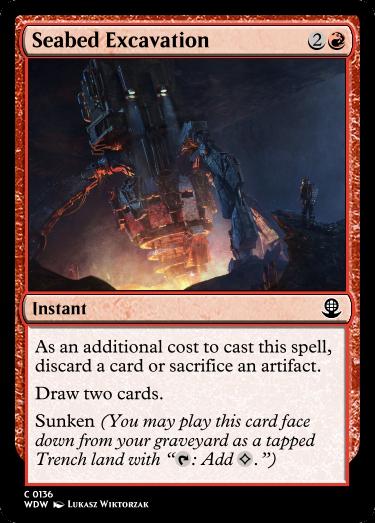 Seabed Excavation 2
Instant
As an additional cost to cast this spell,
discard a card or sacrifice an artifact.
Draw two cards.
Sunken (You may play this card face
down from your graveyard as a tapped
Trench land with “: Add .”)
C 0136
WDW Lukasz Wiktorzak